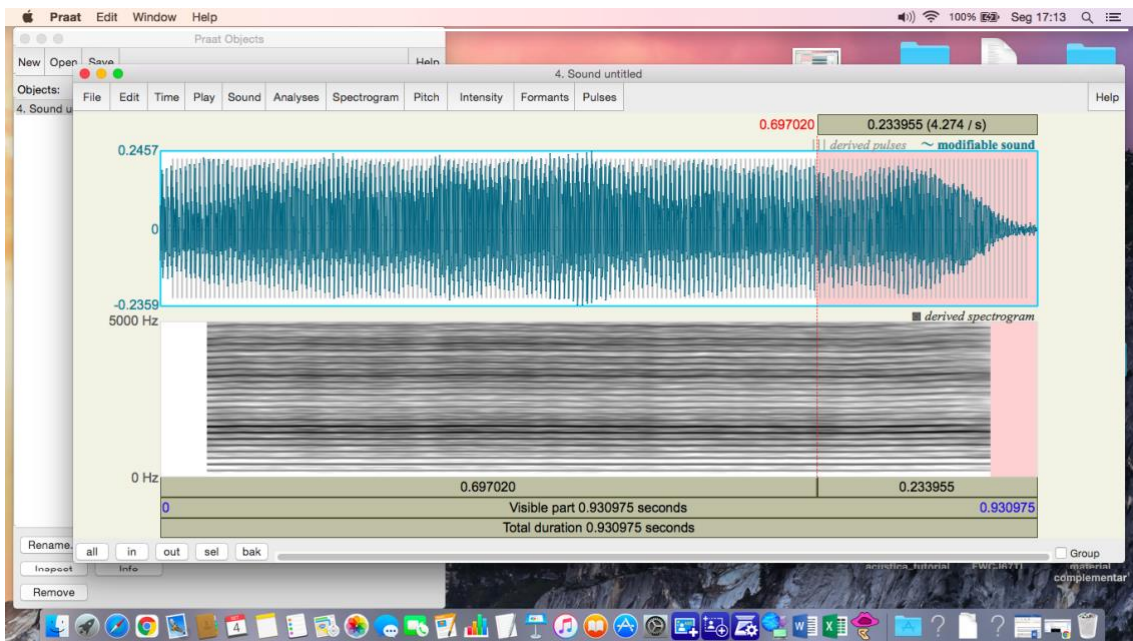 Praat Edit Window Help 100% Seg 17:13
Praat Objects
New Open Save Help
4. Sound untitled
Objects:
File Edit Time Play Sound Analyses Spectrogram Pitch Intensity Formants Pulses Help
4. Sound u
0.697020 0.233955 (4.274 / s)
derived pulses ~ modifiable sound
0.2457
0
-0.2359
5000 Hz derived spectrogram
0 Hz
0.697020 0.233955
0 Visible part 0.930975 seconds 0.930975
Total duration 0.930975 seconds
Rename.
all in out sel bak Group
Inspect Info
acustica_tutorial material
complementar
Remove
4